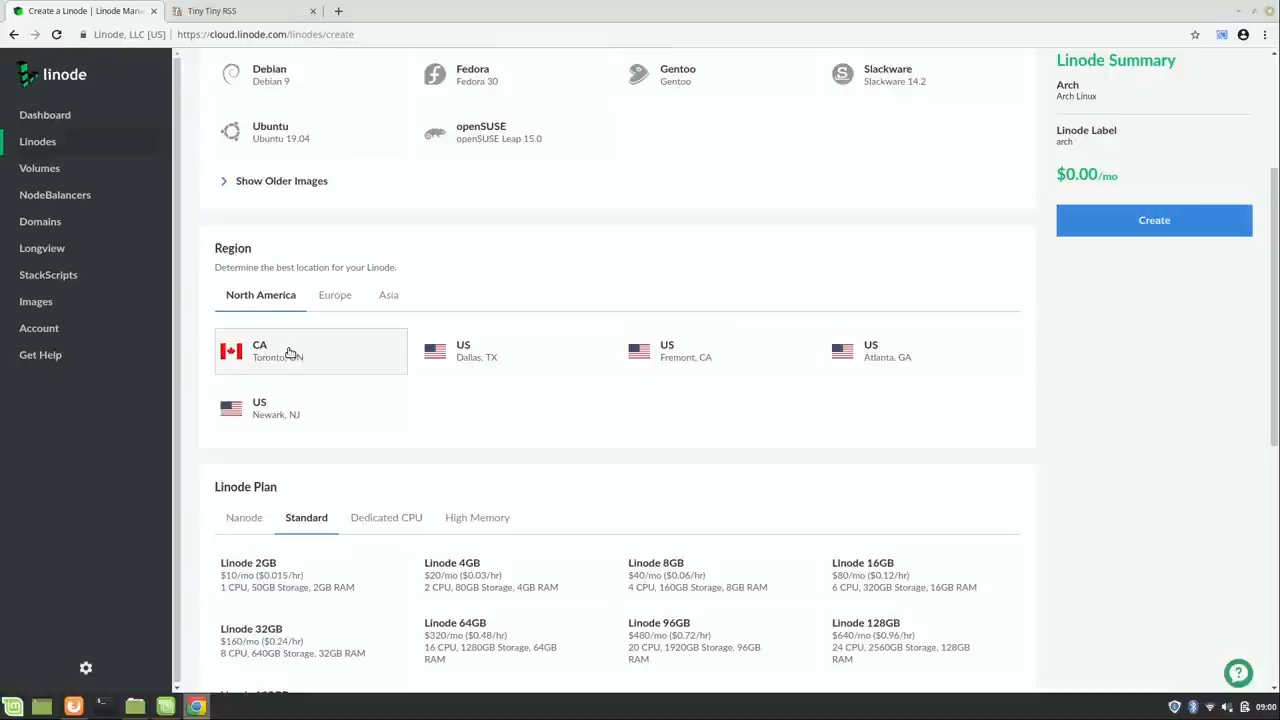 Create a Linode | Linode Mana
Tiny Tiny RSS
Linode, LLC [US]
https://cloud.linode.com/linodes/create
linode
Dashboard
Linodes
Volumes
NodeBalancers
Domains
Longview
StackScripts
Images
Account
Get Help
Debian
Debian 9
Fedora
Fedora 30
Gentoo
Gentoo
Slackware
Slackware 14.2
Ubuntu
Ubuntu 19.04
openSUSE
openSUSE Leap 15.0
Show Older Images
Region
Determine the best location for your Linode.
North America
Europe
Asia
CA
Toronto, ON
US
Dallas, TX
US
Fremont, CA
US
Atlanta, GA
US
Newark, NJ
Linode Plan
Nanode
Standard
Dedicated CPU
High Memory
Linode 2GB
$10/mo ($0.015/hr)
1 CPU, 50GB Storage, 2GB RAM
Linode 4GB
$20/mo ($0.03/hr)
2 CPU, 80GB Storage, 4GB RAM
Linode 8GB
$40/mo ($0.06/hr)
4 CPU, 160GB Storage, 8GB RAM
Linode 16GB
$80/mo ($0.12/hr)
6 CPU, 320GB Storage, 16GB RAM
Linode 32GB
$160/mo ($0.24/hr)
8 CPU, 640GB Storage, 32GB RAM
Linode 64GB
$320/mo ($0.48/hr)
16 CPU, 1280GB Storage, 64GB
RAM
Linode 96GB
$480/mo ($0.72/hr)
20 CPU, 1920GB Storage, 96GB
RAM
Linode 128GB
$640/mo ($0.96/hr)
24 CPU, 2560GB Storage, 128GB
RAM
Linode Summary
Arch
Arch Linux
Linode Label
arch
$0.00/mo
Create
09:00